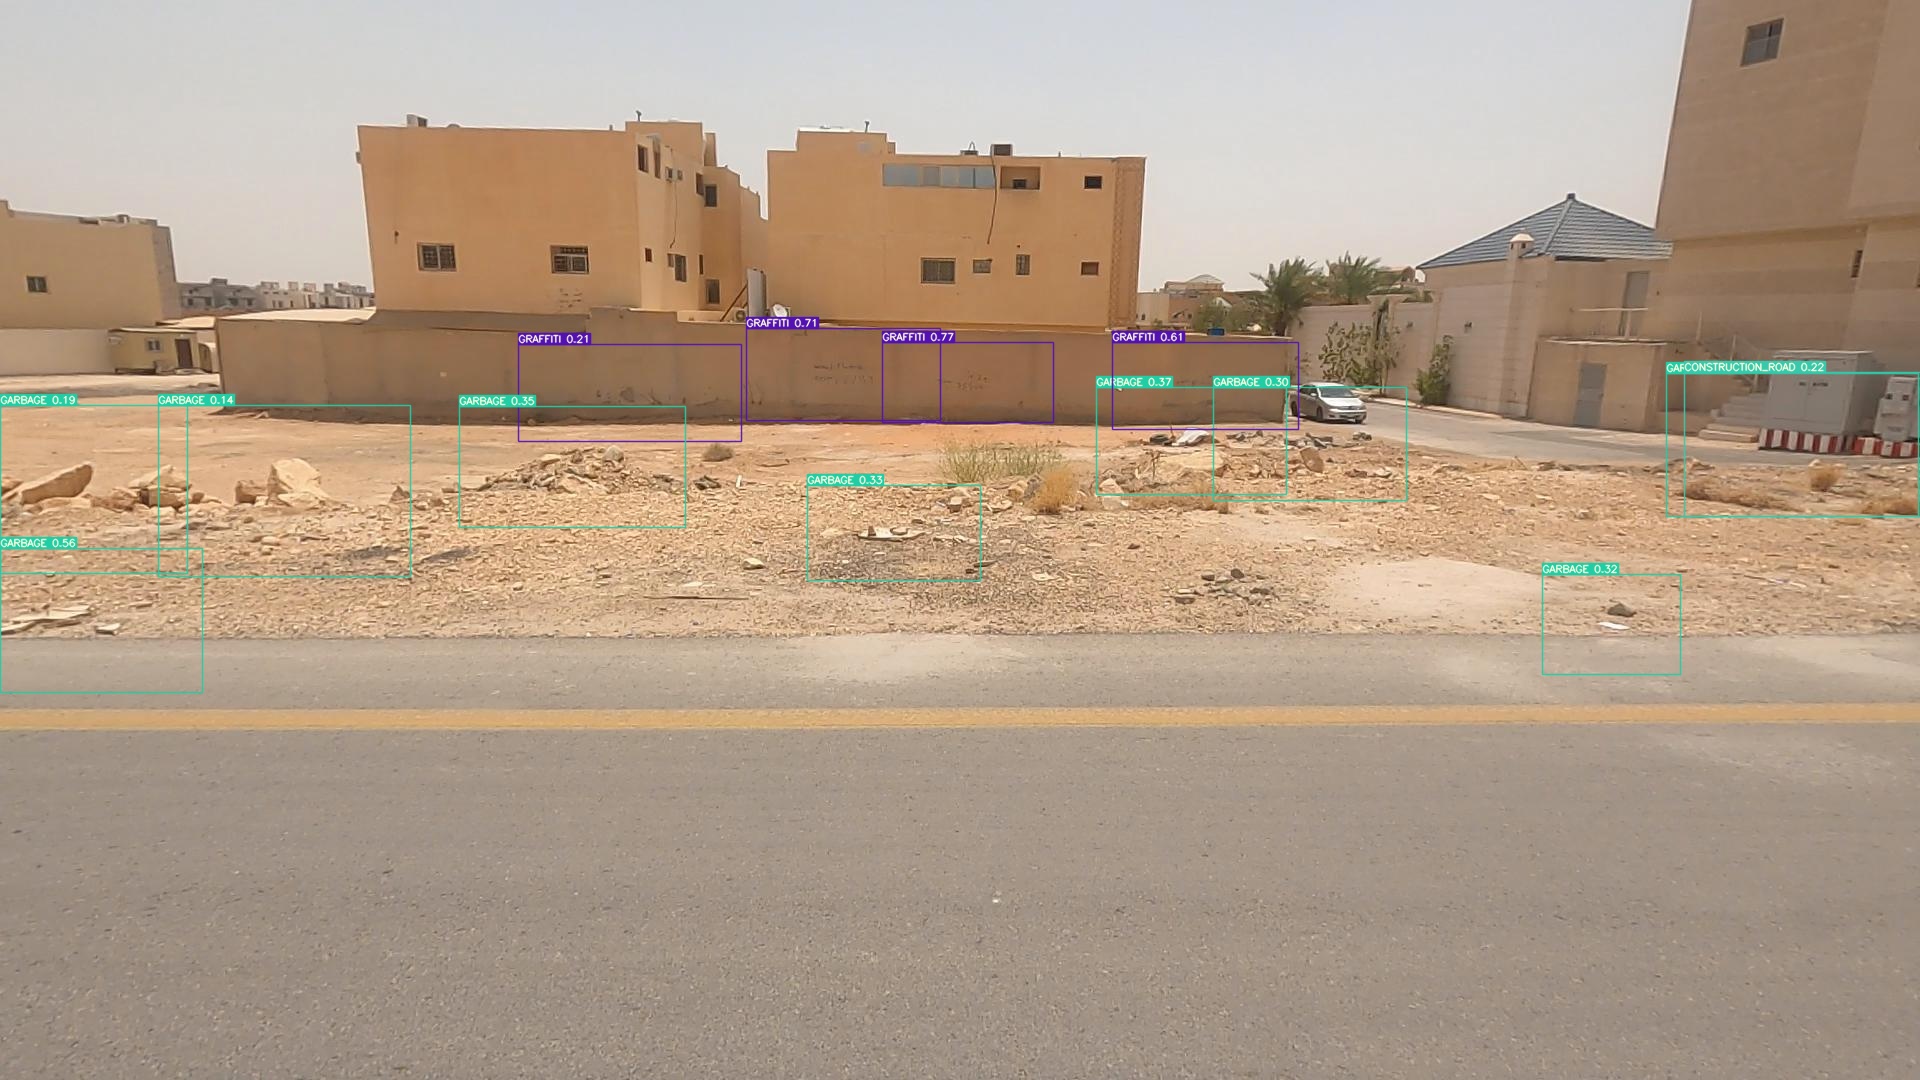 GRAFFITI 0.71
GRAFFITI 0.21
GRAFFITI 0.77
GRAFFITI 0.61
GARBAGE 0.37
GARBAGE 0.30
GAR
CONSTRUCTION_ROAD 0.22
GARBAGE 0.19
GARBAGE 0.14
GARBAGE 0.35
GARBAGE 0.33
GARBAGE 0.56
GARBAGE 0.32